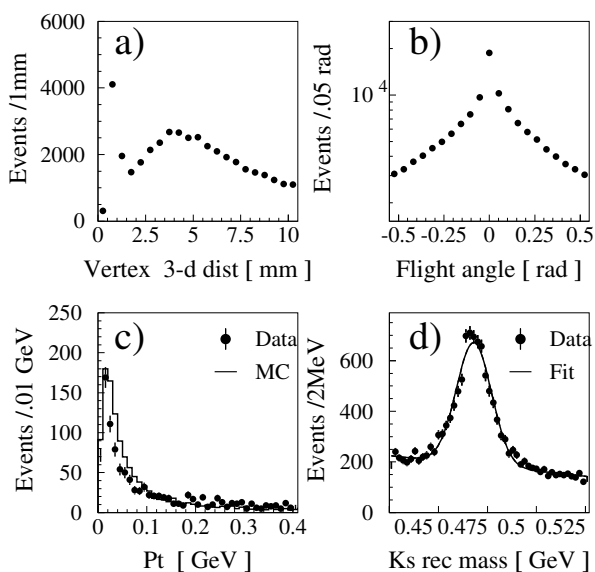 a)
Events /1mm
6000
4000
2000
0
0 2.5 5 7.5 10
Vertex 3-d dist [ mm ]
b)
Events /.05 rad
10^4
-0.5 -0.25 0 0.25 0.5
Flight angle [ rad ]
c)
Data
MC
Events /.01 GeV
250
200
150
100
50
0
0 0.1 0.2 0.3 0.4
Pt [ GeV ]
d)
Data
Fit
Events /2MeV
600
400
200
0
0.45 0.475 0.5 0.525
Ks rec mass [ GeV ]